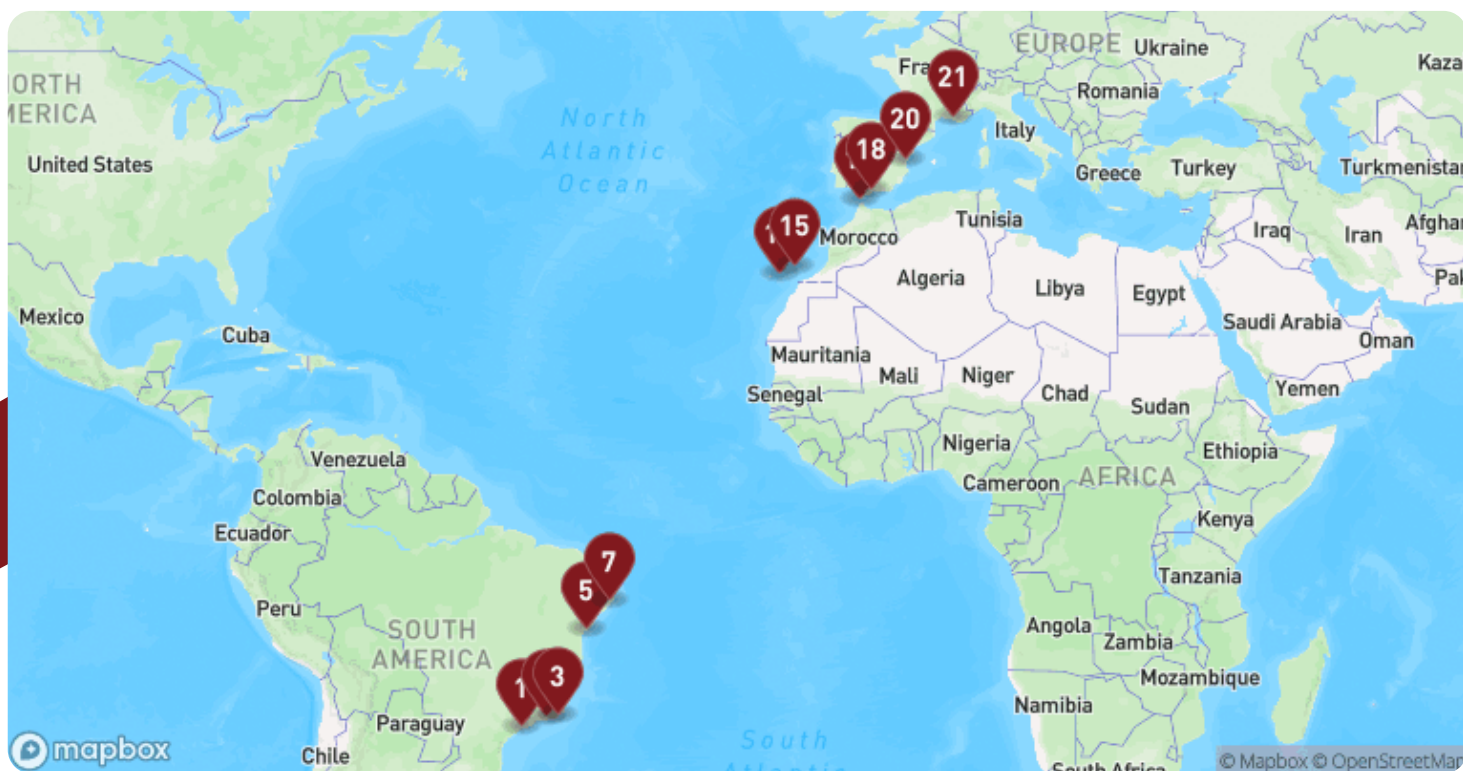 EUROPE
Ukraine
Fra
21
Kaza
ORTH
MERICA
Romania
North
Atlantic
Ocean
20
Italy
United States
18
Greece
Turkey
Turkmenistan
15
Morocco
Tunisia
Iraq
Iran
Afghan
Algeria
Libya
Egypt
Pak
Mexico
Cuba
Saudi Arabia
Oman
Mauritania
Mali
Niger
Chad
Sudan
Yemen
Senegal
Nigeria
Ethiopia
Venezuela
Colombia
Cameroon
AFRICA
Ecuador
Kenya
7
5
Tanzania
Peru
SOUTH
AMERICA
Angola
Zambia
Mozambique
1
3
Namibia
Paraguay
Chile
mapbox
South
© Mapbox © OpenStreetMap